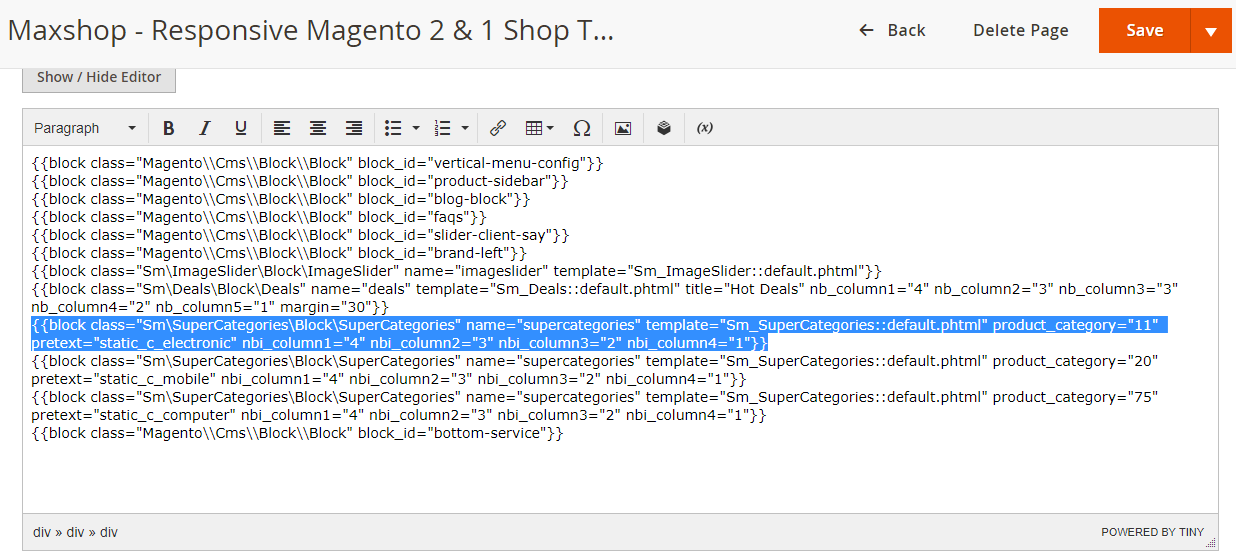 Maxshop - Responsive Magento 2 & 1 Shop T...
Back
Delete Page
Save
Show / Hide Editor
Paragraph
B I U
(x)
{{block class="Magento\\Cms\\Block\\Block" block_id="vertical-menu-config"}}
{{block class="Magento\\Cms\\Block\\Block" block_id="product-sidebar"}}
{{block class="Magento\\Cms\\Block\\Block" block_id="blog-block"}}
{{block class="Magento\\Cms\\Block\\Block" block_id="faqs"}}
{{block class="Magento\\Cms\\Block\\Block" block_id="slider-client-say"}}
{{block class="Magento\\Cms\\Block\\Block" block_id="brand-left"}}
{{block class="Sm\ImageSlider\Block\ImageSlider" name="imageslider" template="Sm_ImageSlider::default.phtml"}}
{{block class="Sm\Deals\Block\Deals" name="deals" template="Sm_Deals::default.phtml" title="Hot Deals" nb_column1="4" nb_column2="3" nb_column3="3"
nb_column4="2" nb_column5="1" margin="30"}}
{{block class="Sm\SuperCategories\Block\SuperCategories" name="supercategories" template="Sm_SuperCategories::default.phtml" product_category="11"
pretext="static_c_electronic" nbi_column1="4" nbi_column2="3" nbi_column3="2" nbi_column4="1"}}
{{block class="Sm\SuperCategories\Block\SuperCategories" name="supercategories" template="Sm_SuperCategories::default.phtml" product_category="20"
pretext="static_c_mobile" nbi_column1="4" nbi_column2="3" nbi_column3="2" nbi_column4="1"}}
{{block class="Sm\SuperCategories\Block\SuperCategories" name="supercategories" template="Sm_SuperCategories::default.phtml" product_category="75"
pretext="static_c_computer" nbi_column1="4" nbi_column2="3" nbi_column3="2" nbi_column4="1"}}
{{block class="Magento\\Cms\\Block\\Block" block_id="bottom-service"}}
div » div » div
POWERED BY TINY